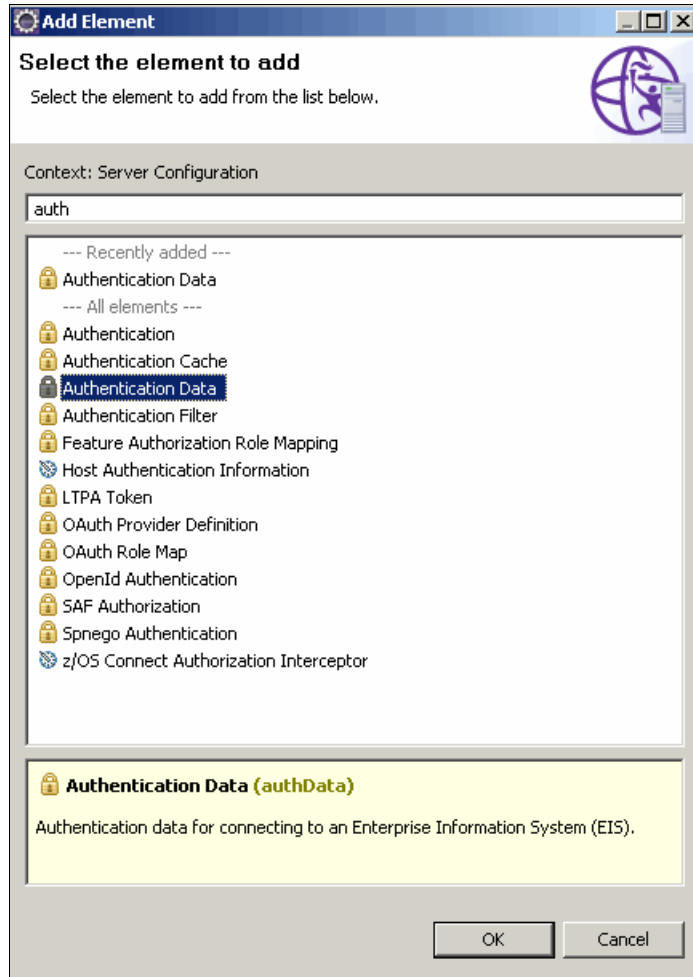 Add Element
Select the element to add
Select the element to add from the list below.
Context: Server Configuration
auth
--- Recently added ---
Authentication Data
--- All elements ---
Authentication
Authentication Cache
Authentication Data
Authentication Filter
Feature Authorization Role Mapping
Host Authentication Information
LTPA Token
OAuth Provider Definition
OAuth Role Map
OpenId Authentication
SAF Authorization
Spnego Authentication
z/OS Connect Authorization Interceptor
Authentication Data (authData)
Authentication data for connecting to an Enterprise Information System (EIS).
OK
Cancel